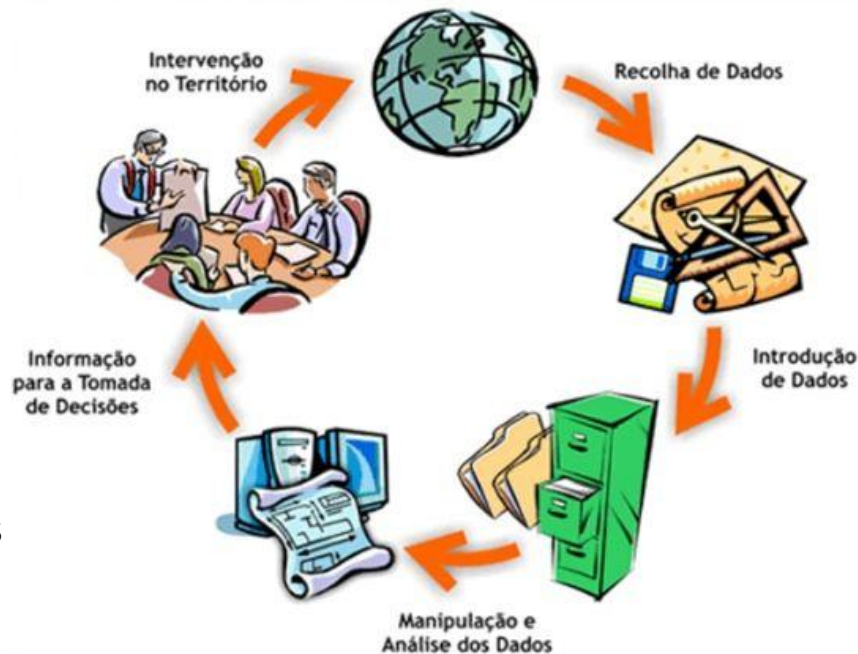 Intervenção
no Território
Recolha de Dados
Introdução
de Dados
Informação
para a Tomada
de Decisões
s
Manipulação e
Análise dos Dados